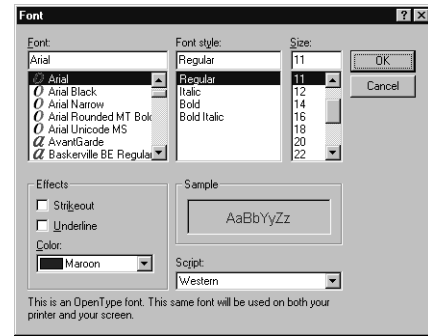 Font
Font:
Font style:
Size:
Arial
Regular
11
OK
Cancel
Arial
Arial Black
Arial Narrow
Arial Rounded MT Bolc
Arial Unicode MS
AvantGarde
Baskerville BE Regular
Regular
Italic
Bold
Bold Italic
11
12
14
16
18
20
22
Effects
Strikeout
Underline
Color:
Maroon
Sample
AaBbYyZz
Script:
Western
This is an OpenType font. This same font will be used on both your
printer and your screen.